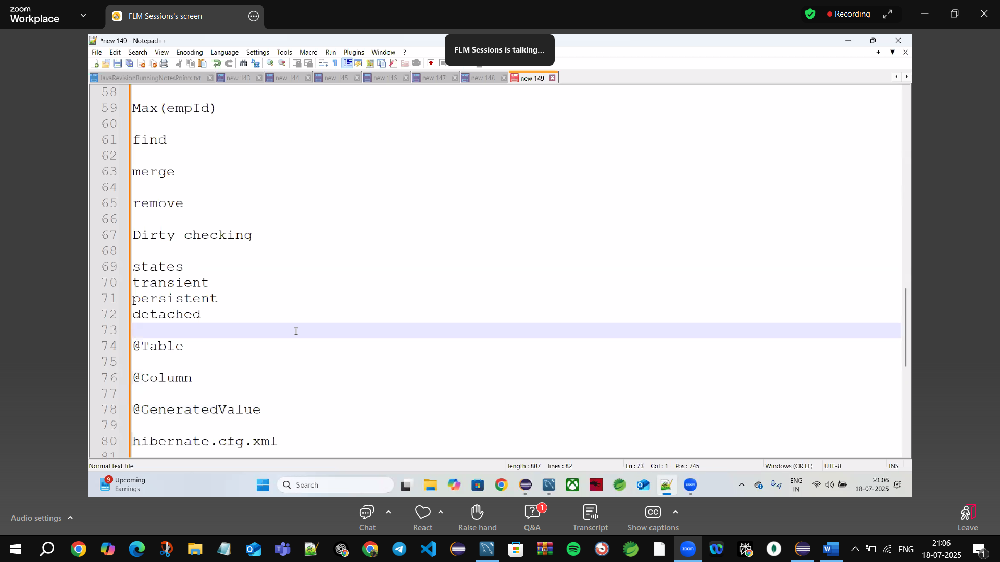 zoom
Workplace
FLM Sessions's screen
Recording
*new 149 - Notepad++
FLM Sessions is talking...
File Edit Search View Encoding Language Settings Tools Macro Run Plugins Window ?
JavaRevisionRunningNotesPoints.txt new 143 new 144 new 145 new 146 new 147 new 148 new 149
58
59 Max(empId)
60
61 find
62
63 merge
64
65 remove
66
67 Dirty checking
68
69 states
70 transient
71 persistent
72 detached
73
74 @Table
75
76 @Column
77
78 @GeneratedValue
79
80 hibernate.cfg.xml
81
Normal text file length : 807 lines : 82 Ln : 73 Col : 1 Pos : 745 Windows (CR LF) UTF-8 INS
9 Upcoming
Earnings
Search
zoom
ENG
IN
21:06
18-07-2025
Audio settings
Chat
React
Raise hand
1
Q&A
Transcript
CC
Show captions
Leave
zoom
W
ENG
21:06
18-07-2025
1